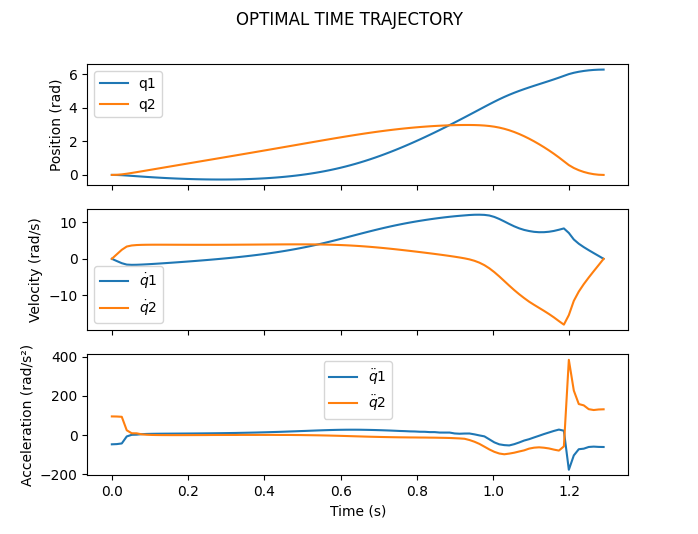 OPTIMAL TIME TRAJECTORY
Position (rad)
6
4
2
0
q1
q2
Velocity (rad/s)
10
0
−10
q̇1
q̇2
Acceleration (rad/s²)
400
200
0
−200
q̈1
q̈2
0.0 0.2 0.4 0.6 0.8 1.0 1.2
Time (s)